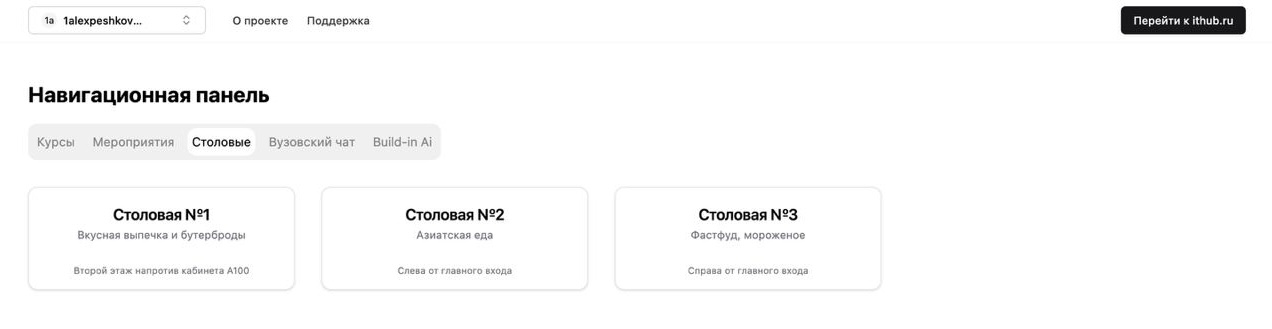 1a 1alexpeshkov... О проекте Поддержка Перейти к ithub.ru
Навигационная панель
Курсы Мероприятия Столовые Вузовский чат Build-in Ai
Столовая №1
Вкусная выпечка и бутерброды
Второй этаж напротив кабинета А100
Столовая №2
Азиатская еда
Слева от главного входа
Столовая №3
Фастфуд, мороженое
Справа от главного входа